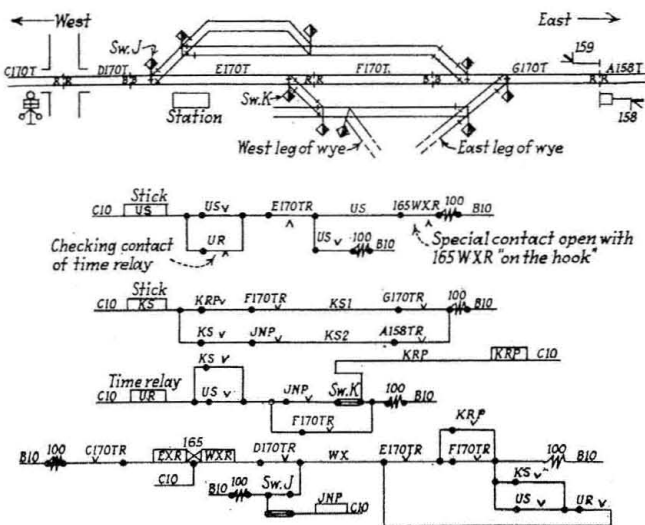 West East
Sw.J 159
C170T D170T E170T F170T. G170T A158T
R R R R B B R R
Sw.K
Station West leg of wye East leg of wye 158
Stick
C10 US US E170TR US 165WXR 100 B10
UR US 100 B10
Checking contact of time relay
Special contact open with 165WXR "on the hook"
Stick
C10 KS KRP F170TR KS1 G170TR 100 B10
KS JNP KS2 A158TR
KS KRP KRP C10
Time relay
C10 UR US JNP Sw.K 100 B10
F170TR
KRP
B10 100 C170TR EXR 165 WXR D170TR WX E170TR F170TR 100 B10
C10 Sw.J KS
B10 100 JNP C10 US UR